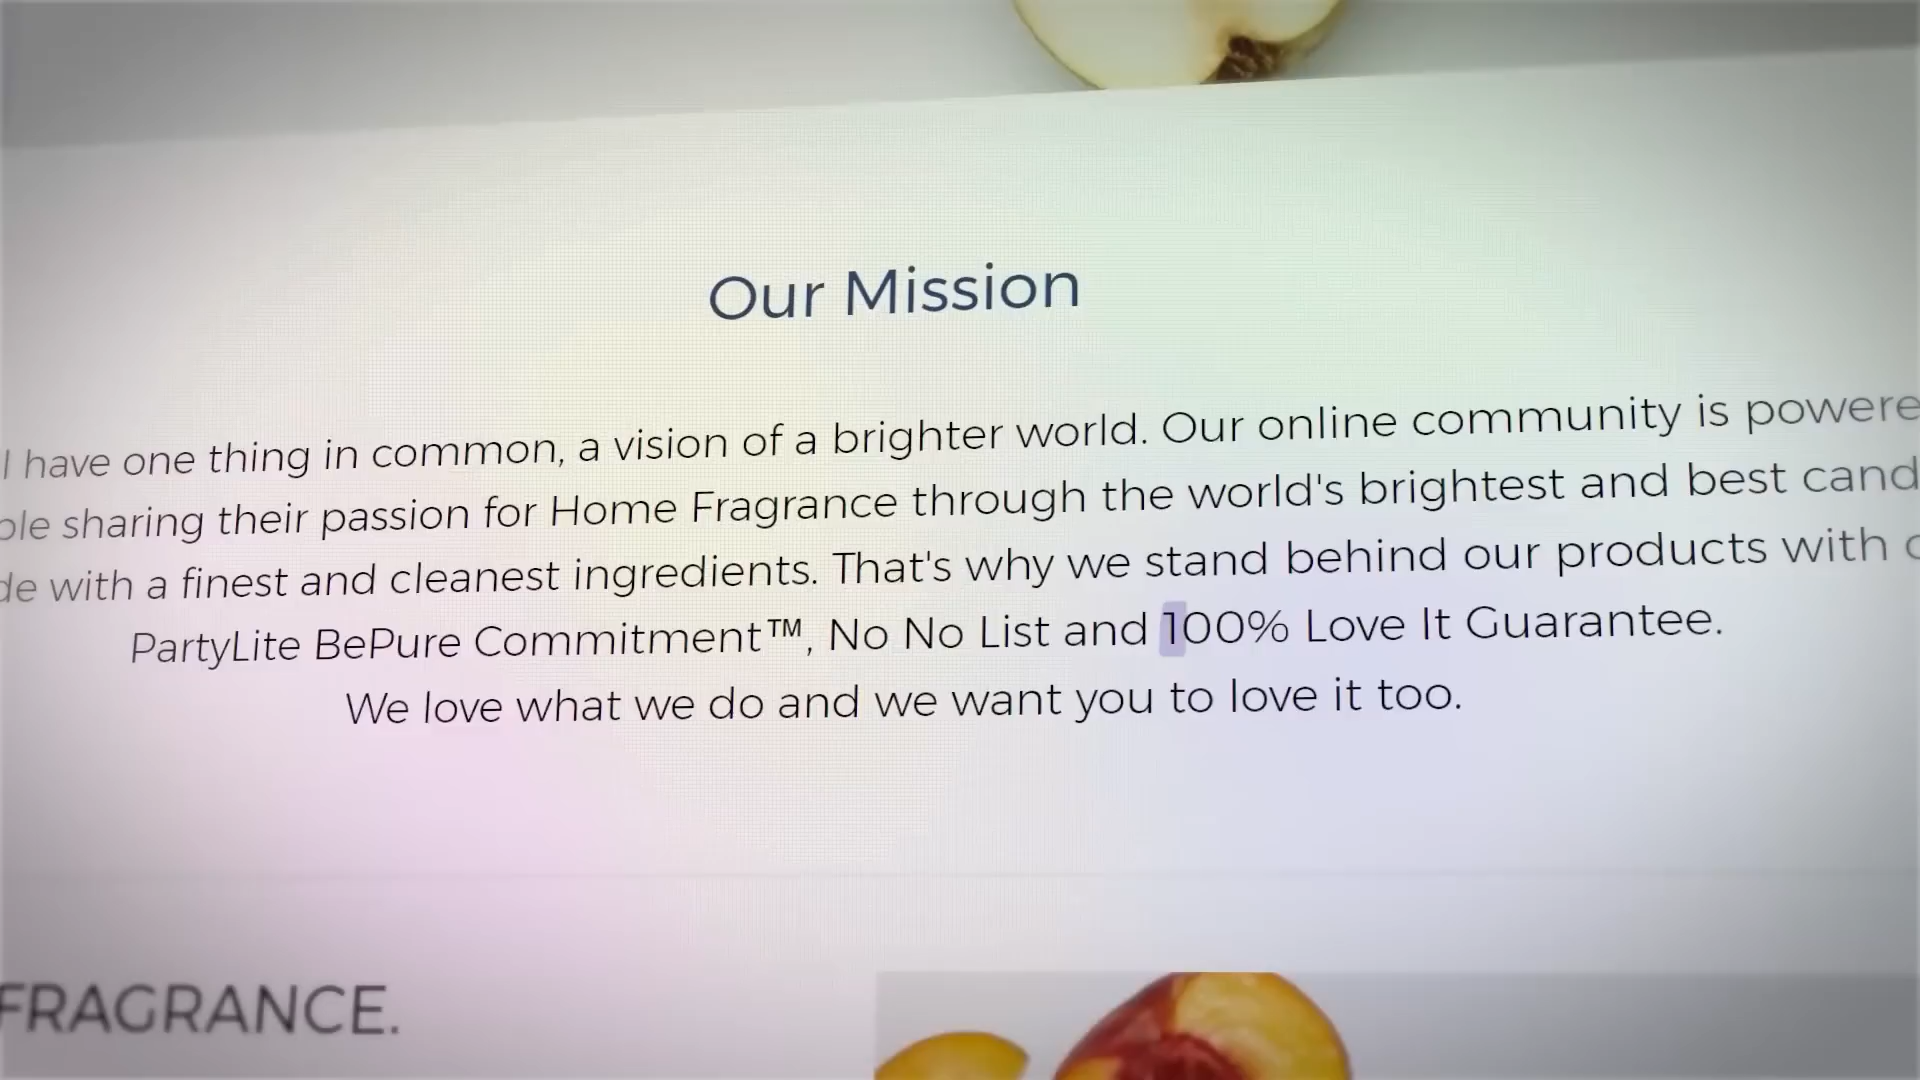 Our Mission
have one thing in common, a vision of a brighter world. Our online community is
sharing their passion for Home Fragrance through the world's brightest and best
with a finest and cleanest ingredients. That's why we stand behind our products with
PartyLite BePure Commitment™, No No List and 100% Love It Guarantee.
We love what we do and we want you to love it too.
FRAGRANCE.